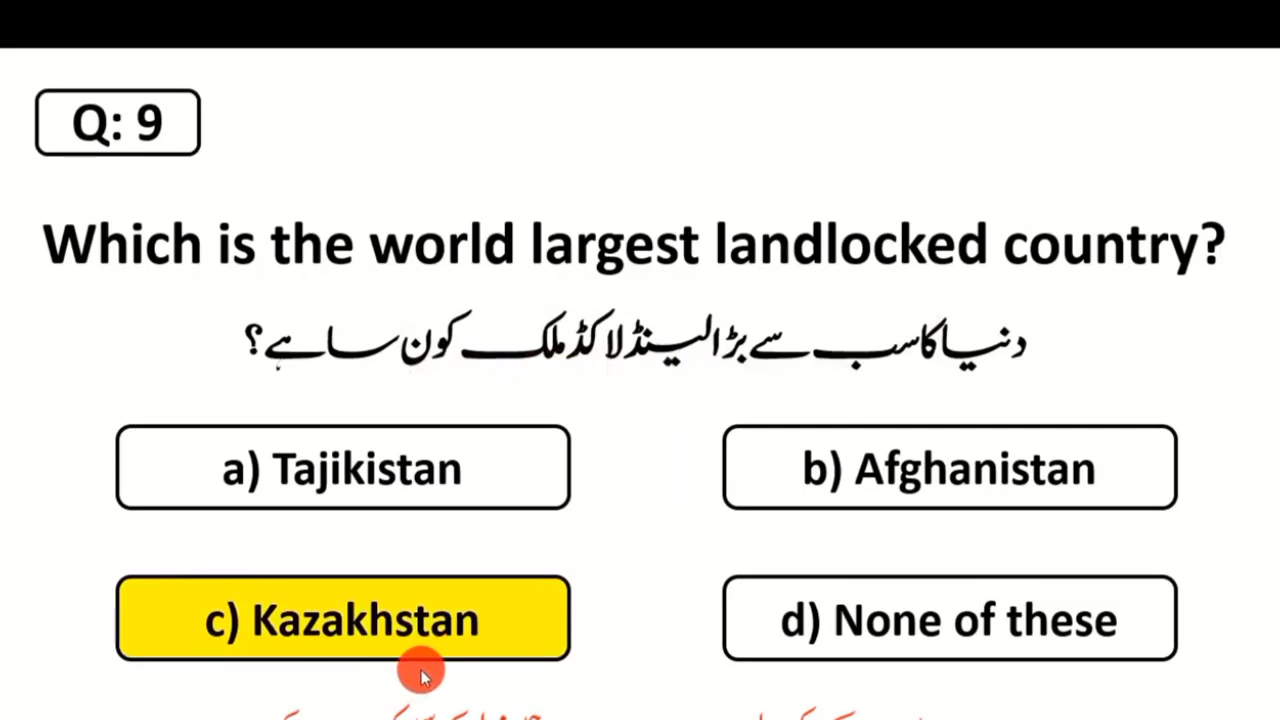 Q: 9
Which is the world largest landlocked country?
دنیا کا سب سے بڑا لینڈ لاکڈ ملک کون سا ہے؟
a) Tajikistan
b) Afghanistan
c) Kazakhstan
d) None of these